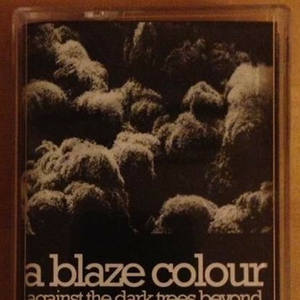 a blaze colour
against the dark trees beyond